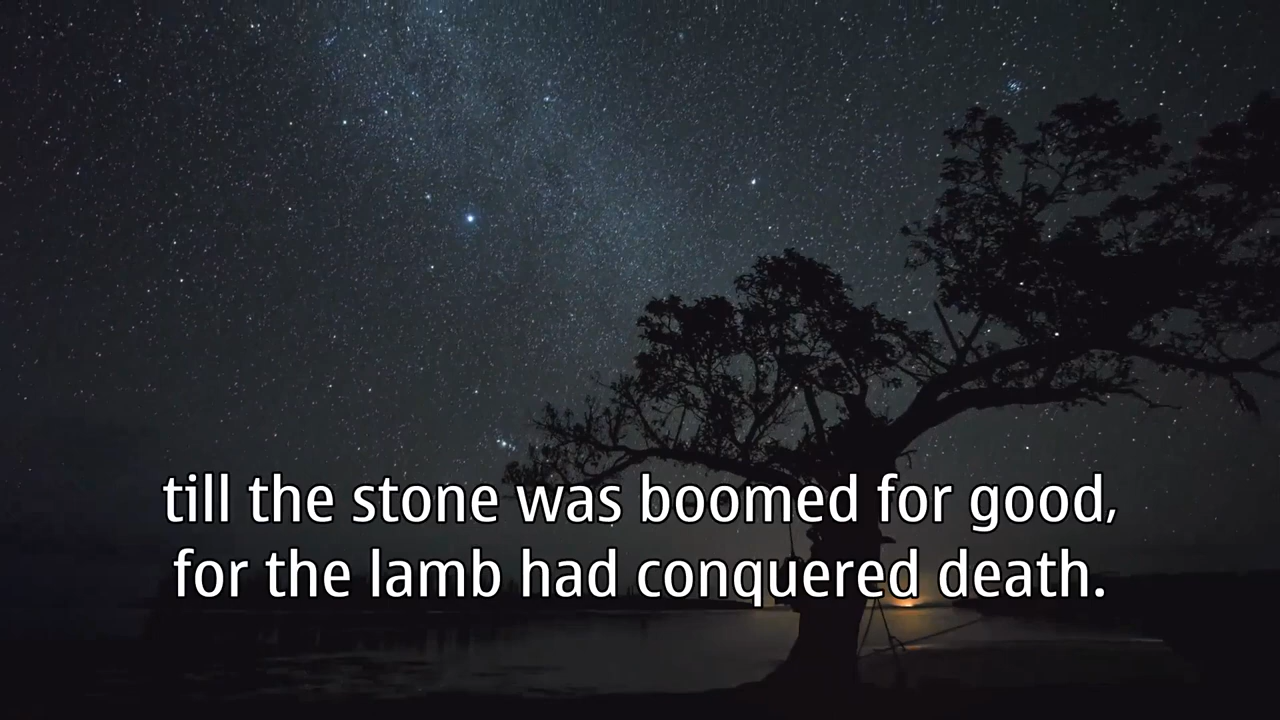 till the stone was boomed for good,
for the lamb had conquered death.